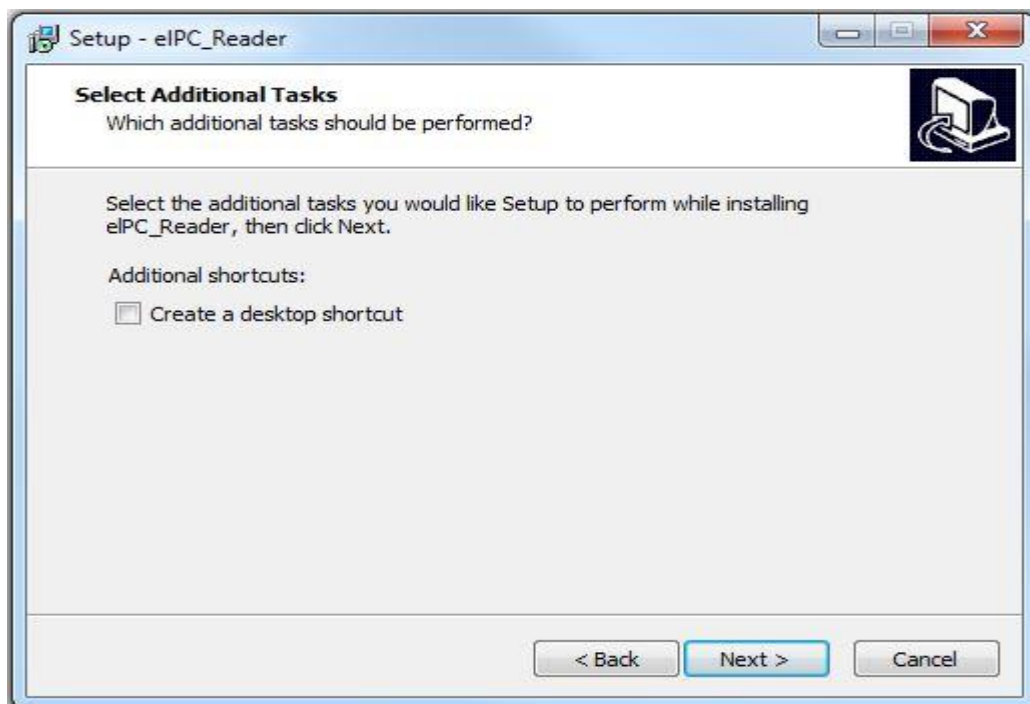 Setup - eIPC_Reader
Select Additional Tasks
Which additional tasks should be performed?
Select the additional tasks you would like Setup to perform while installing
eIPC_Reader, then click Next.
Additional shortcuts:
Create a desktop shortcut
< Back
Next >
Cancel